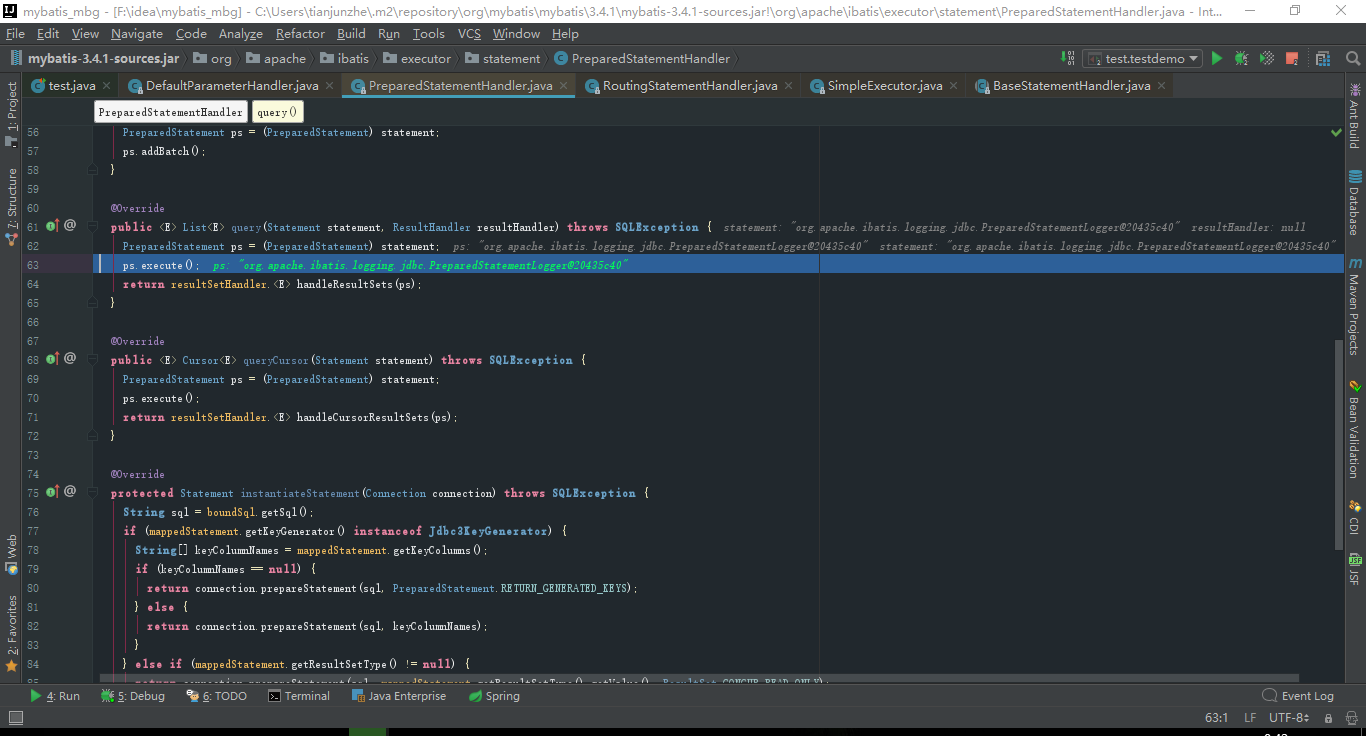 mybatis_mbg - [F:\idea\mybatis_mbg] - C:\Users\tianjunzhe\.m2\repository\org\mybatis\mybatis\3.4.1\mybatis-3.4.1-sources.jar!\org\apache\ibatis\executor\statement\PreparedStatementHandler.java - Int...
File Edit View Navigate Code Analyze Refactor Build Run Tools VCS Window Help
mybatis-3.4.1-sources.jar org apache ibatis executor statement PreparedStatementHandler test.testdemo
test.java DefaultParameterHandler.java PreparedStatementHandler.java RoutingStatementHandler.java SimpleExecutor.java BaseStatementHandler.java
PreparedStatementHandler query()
56 PreparedStatement ps = (PreparedStatement) statement;
57 ps.addBatch();
58 }
59
60 @Override
61 public <E> List<E> query(Statement statement, ResultHandler resultHandler) throws SQLException { statement: "org.apache.ibatis.logging.jdbc.PreparedStatementLogger@20435c40" resultHandler: null
62 PreparedStatement ps = (PreparedStatement) statement; ps: "org.apache.ibatis.logging.jdbc.PreparedStatementLogger@20435c40" statement: "org.apache.ibatis.logging.jdbc.PreparedStatementLogger@20435c40"
63 ps.execute(); ps: "org.apache.ibatis.logging.jdbc.PreparedStatementLogger@20435c40"
64 return resultSetHandler.<E> handleResultSets(ps);
65 }
66
67 @Override
68 public <E> Cursor<E> queryCursor(Statement statement) throws SQLException {
69 PreparedStatement ps = (PreparedStatement) statement;
70 ps.execute();
71 return resultSetHandler.<E> handleCursorResultSets(ps);
72 }
73
74 @Override
75 protected Statement instantiateStatement(Connection connection) throws SQLException {
76 String sql = boundSql.getSql();
77 if (mappedStatement.getKeyGenerator() instanceof Jdbc3KeyGenerator) {
78 String[] keyColumnNames = mappedStatement.getKeyColumns();
79 if (keyColumnNames == null) {
80 return connection.prepareStatement(sql, PreparedStatement.RETURN_GENERATED_KEYS);
81 } else {
82 return connection.prepareStatement(sql, keyColumnNames);
83 }
84 } else if (mappedStatement.getResultSetType() != null) {
1: Project
7: Structure
Web
2: Favorites
Ant Build
Database
Maven Projects
Bean Validation
CDI
JSF
4: Run 5: Debug 6: TODO Terminal Java Enterprise Spring Event Log
63:1 LF UTF-8